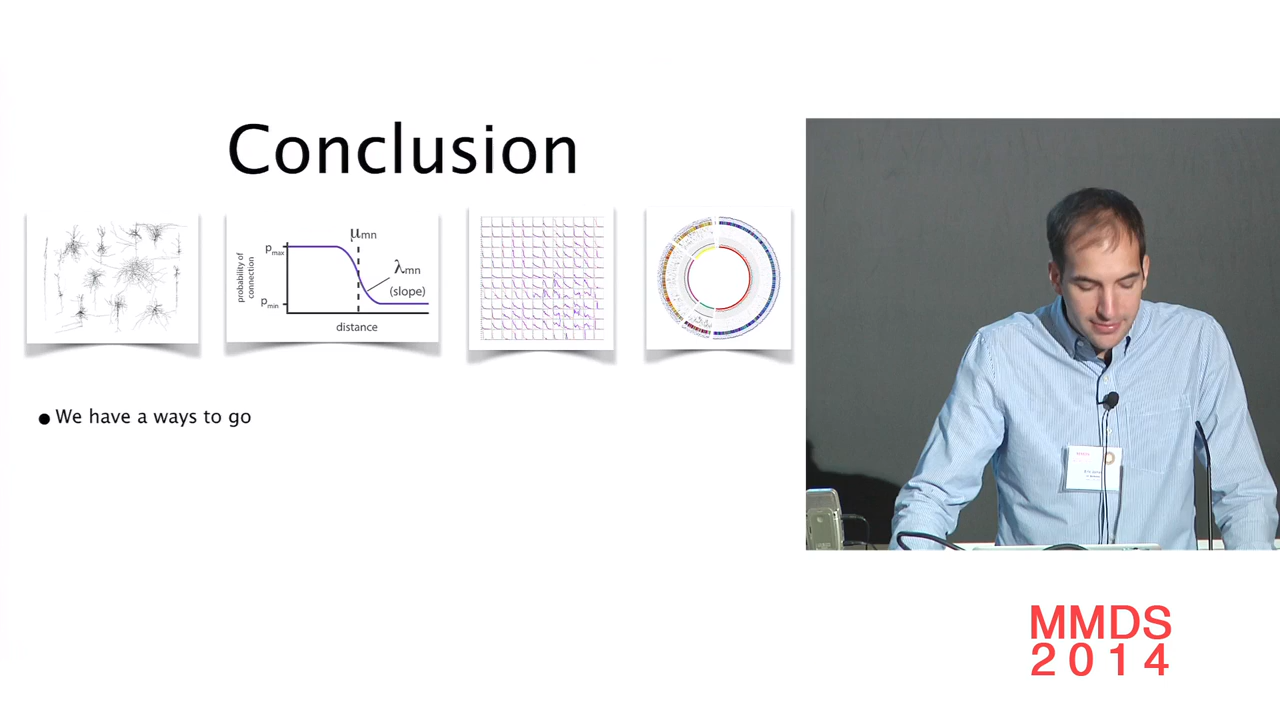 Conclusion
μmn
pmax
λmn
(slope)
probability of
connection
pmin
distance
We have a ways to go
MMDS
2014